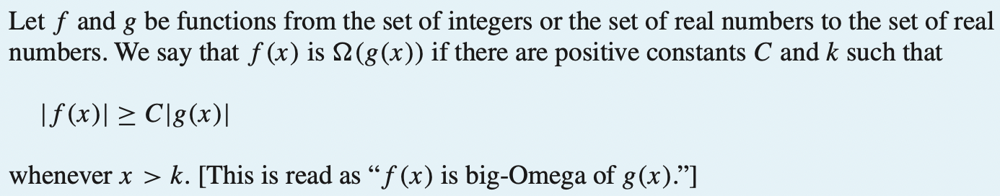 Let f and g be functions from the set of integers or the set of real numbers to the set of real
numbers. We say that f(x) is Ω(g(x)) if there are positive constants C and k such that
|f(x)| ≥ C|g(x)|
whenever x > k. [This is read as “f(x) is big-Omega of g(x).”]